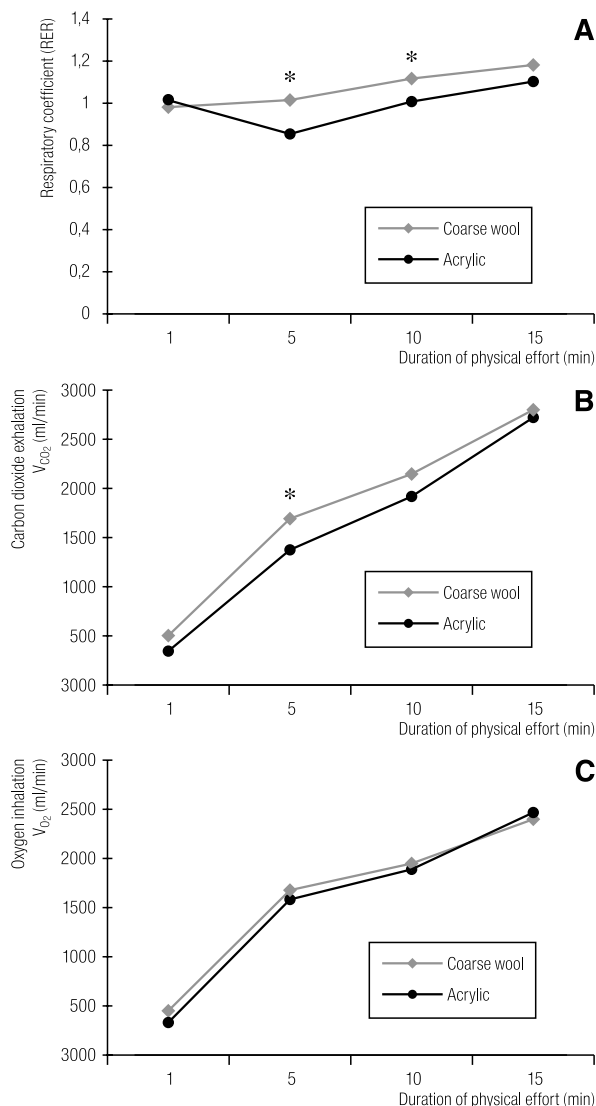 A
Respiratory coefficient (RER)
1,4
1,2
1
0,8
0,6
0,4
0,2
0
*
*
Coarse wool
Acrylic
1 5 10 15
Duration of physical effort (min)
B
Carbon dioxide exhalation
VCO2 (ml/min)
3000
2500
2000
1500
1000
500
3000
*
Coarse wool
Acrylic
1 5 10 15
Duration of physical effort (min)
C
Oxygen inhalation
VO2 (ml/min)
3000
2500
2000
1500
1000
500
3000
Coarse wool
Acrylic
1 5 10 15
Duration of physical effort (min)